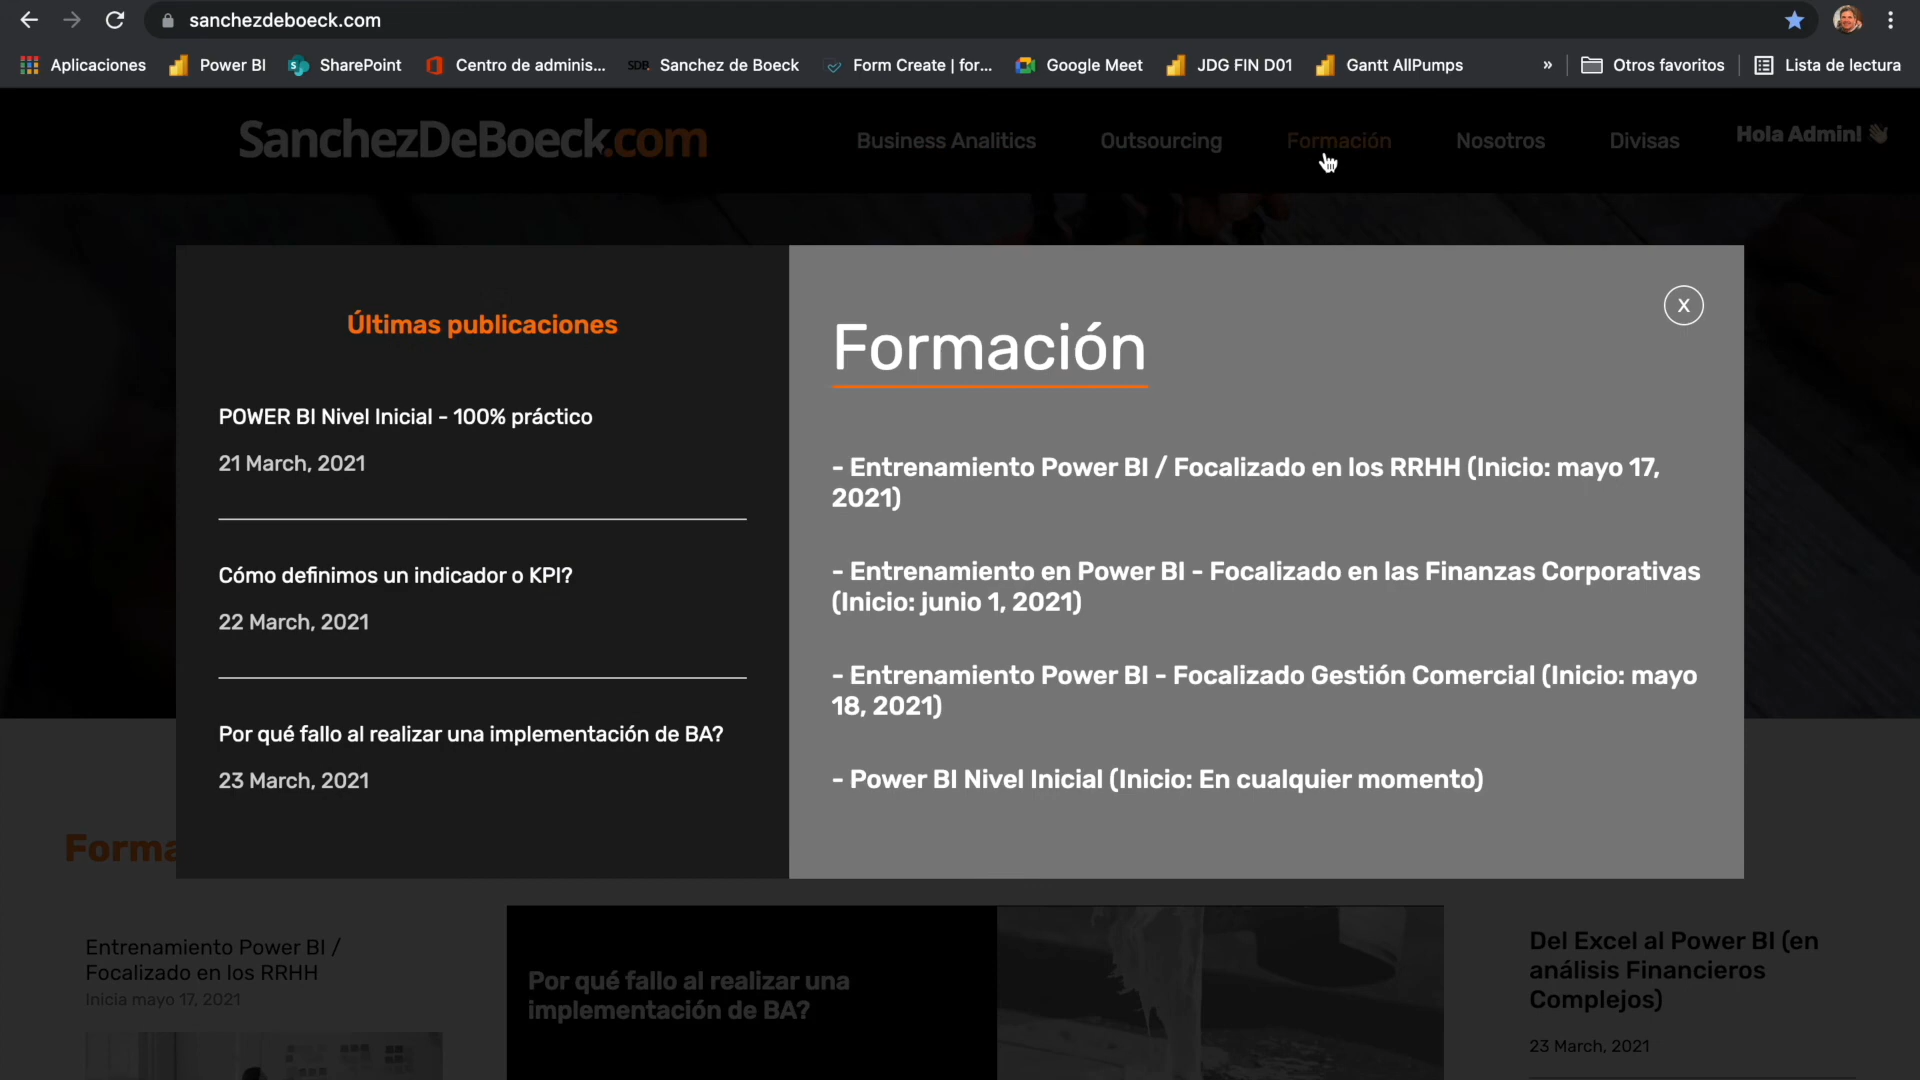 sanchezdeboeck.com
Aplicaciones Power BI SharePoint Centro de adminis... SDB Sanchez de Boeck Form Create | for... Google Meet JDG FIN D01 Gantt AllPumps » Otros favoritos Lista de lectura
SanchezDeBoeck.com Business Analitics Outsourcing Formación Nosotros Divisas Hola Admin! 👋
Últimas publicaciones
POWER BI Nivel Inicial - 100% práctico
21 March, 2021
Cómo definimos un indicador o KPI?
22 March, 2021
Por qué fallo al realizar una implementación de BA?
23 March, 2021
X
Formación
- Entrenamiento Power BI / Focalizado en los RRHH (Inicio: mayo 17,
2021)
- Entrenamiento en Power BI - Focalizado en las Finanzas Corporativas
(Inicio: junio 1, 2021)
- Entrenamiento Power BI - Focalizado Gestión Comercial (Inicio: mayo
18, 2021)
- Power BI Nivel Inicial (Inicio: En cualquier momento)
Forma
Entrenamiento Power BI /
Focalizado en los RRHH
Inicia mayo 17, 2021
Por qué fallo al realizar una
implementación de BA?
Del Excel al Power BI (en
análisis Financieros
Complejos)
23 March, 2021